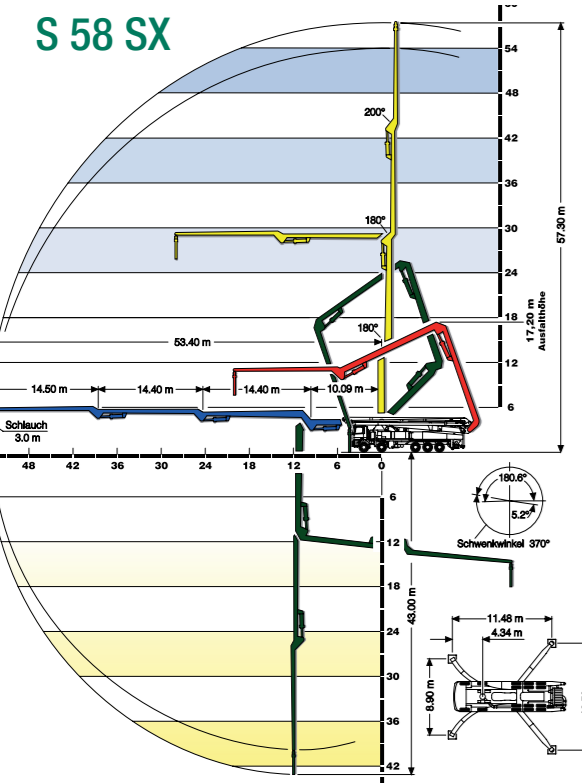 S 58 SX
54
48
42
36
30
24
18
12
6
200°
180°
180°
57.30 m
17,20 m
Ausfalthöhe
53.40 m
14.50 m
14.40 m
14.40 m
10.09 m
Schlauch
3.0 m
48 42 36 30 24 18 12 6 0
6
12
18
24
30
36
42
43.00 m
180.6°
5.2°
Schwenkwinkel 370°
11.48 m
4.34 m
8.90 m